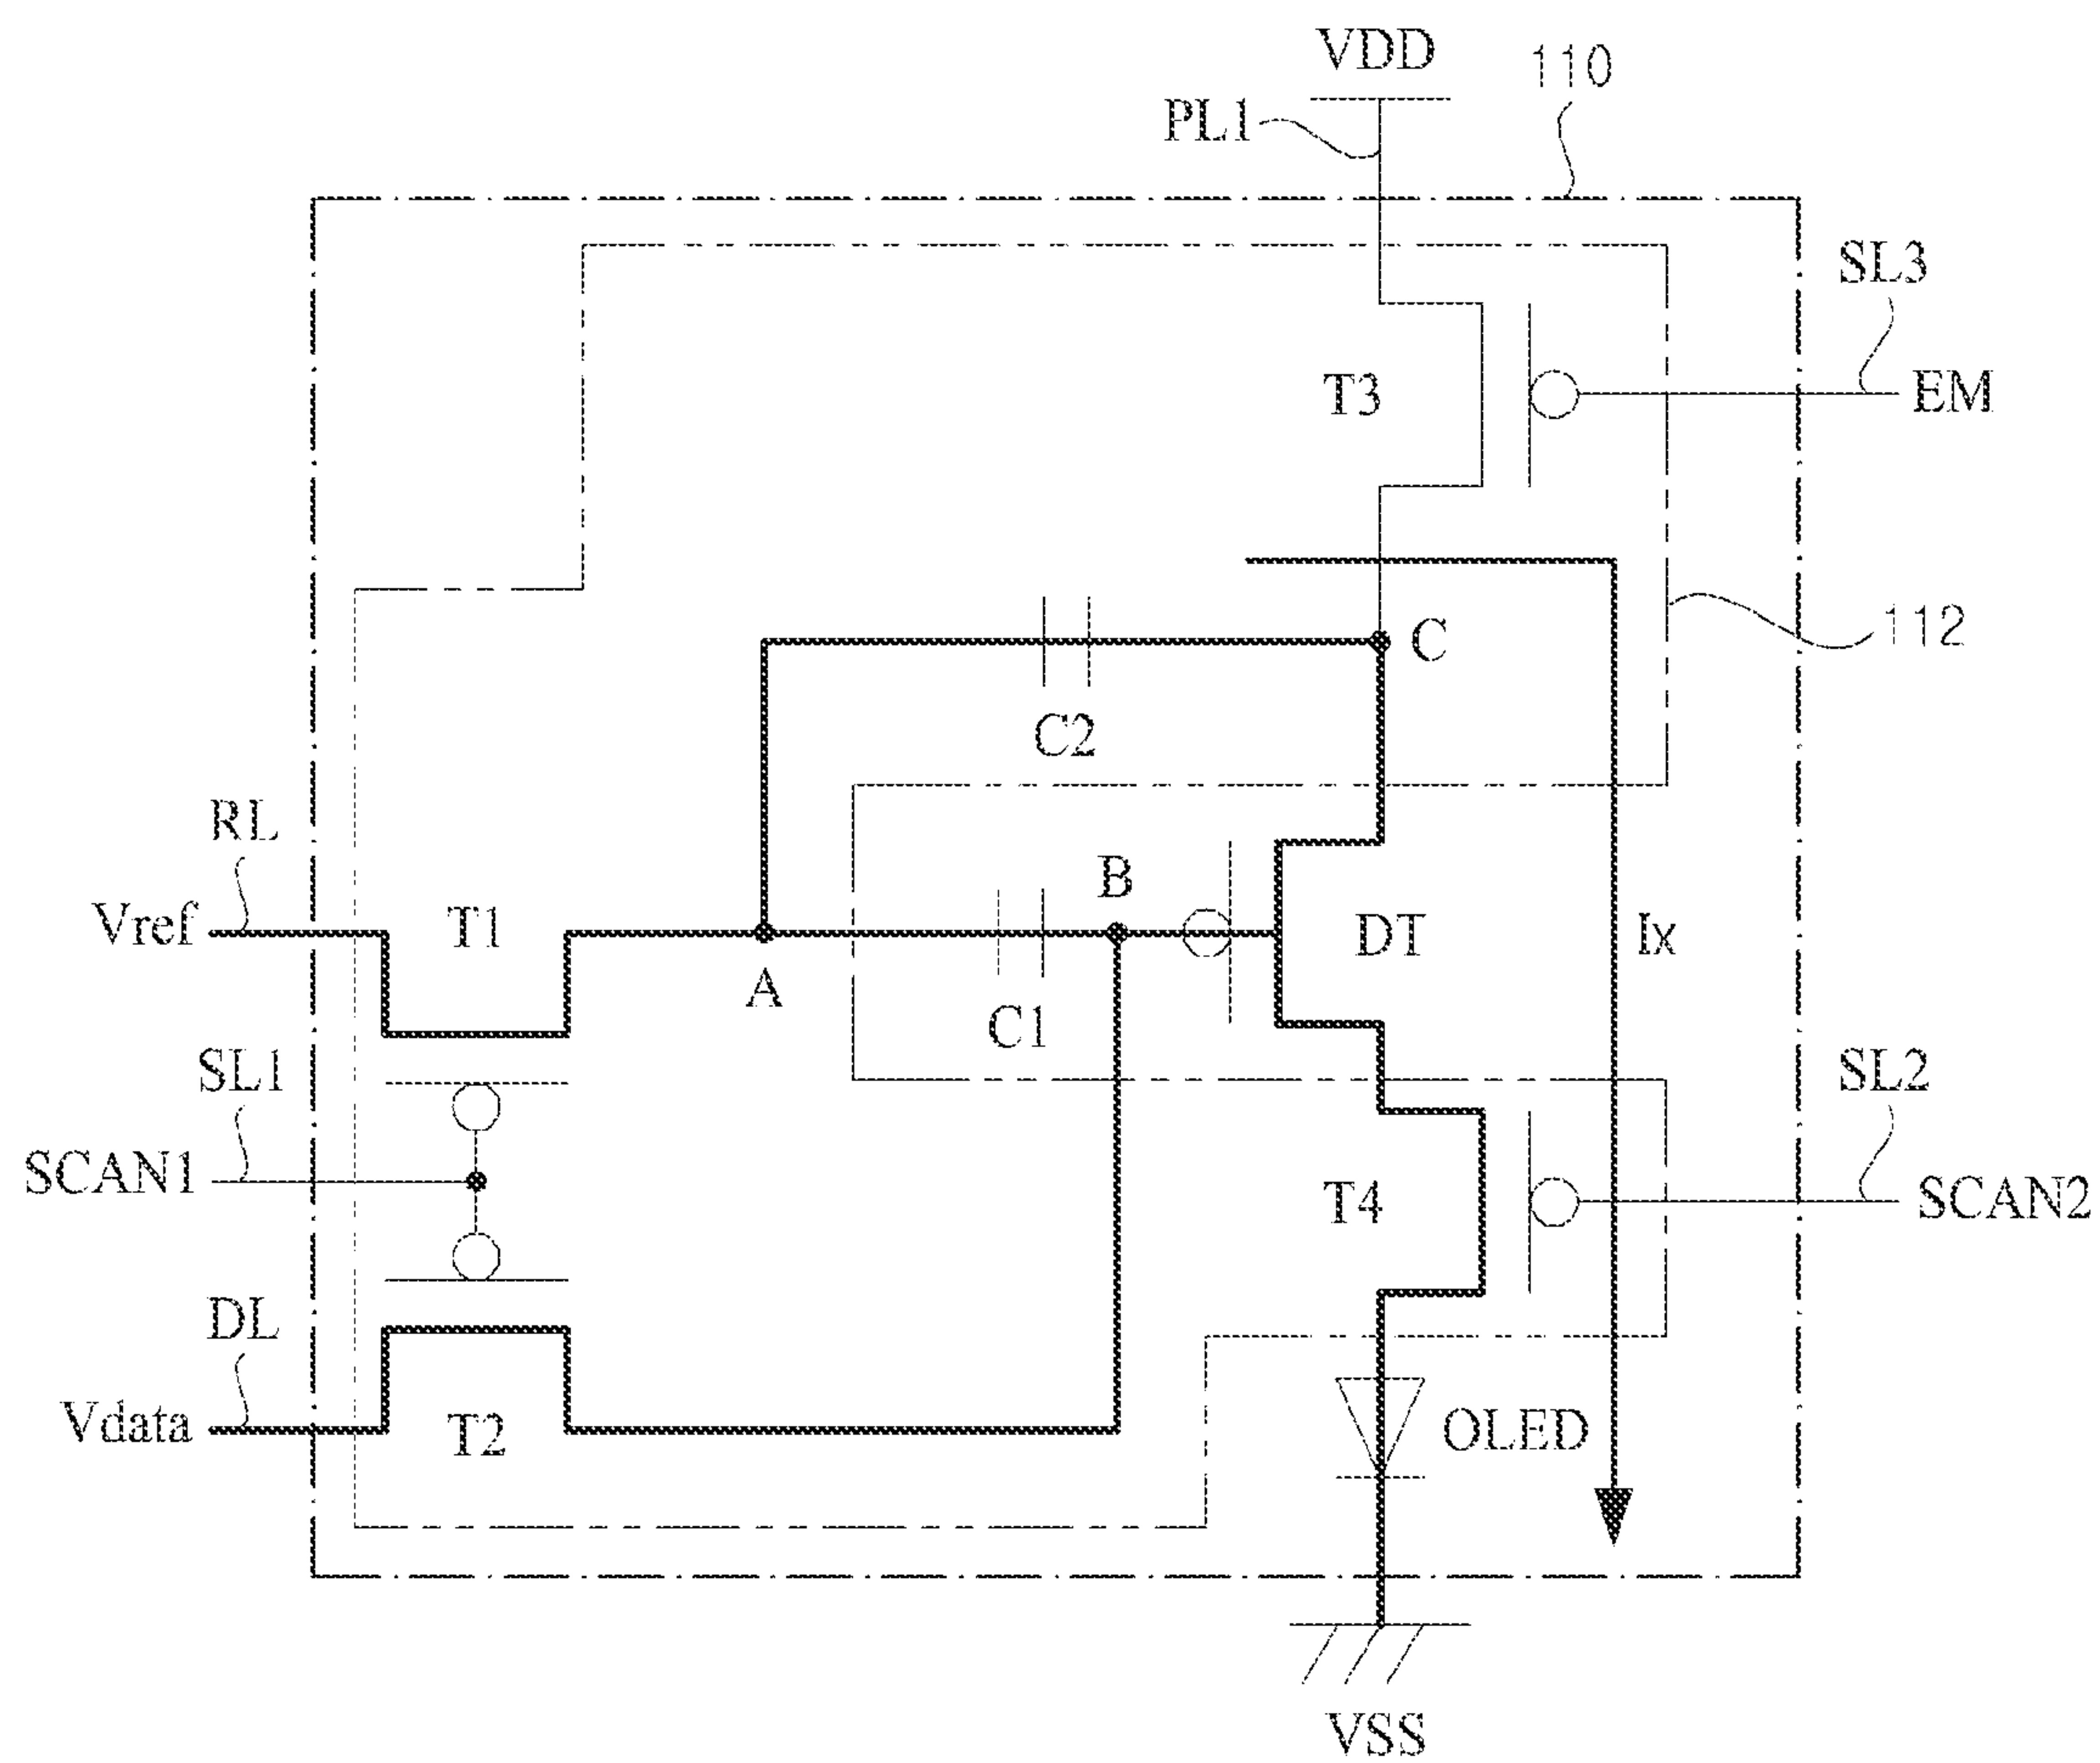 VDD
110
PL1
SL3
T3
EM
C
112
C2
RL
B
Vref
T1
DT
Ix
A
C1
SL1
SL2
SCAN1
T4
SCAN2
DL
Vdata
T2
OLED
VSS